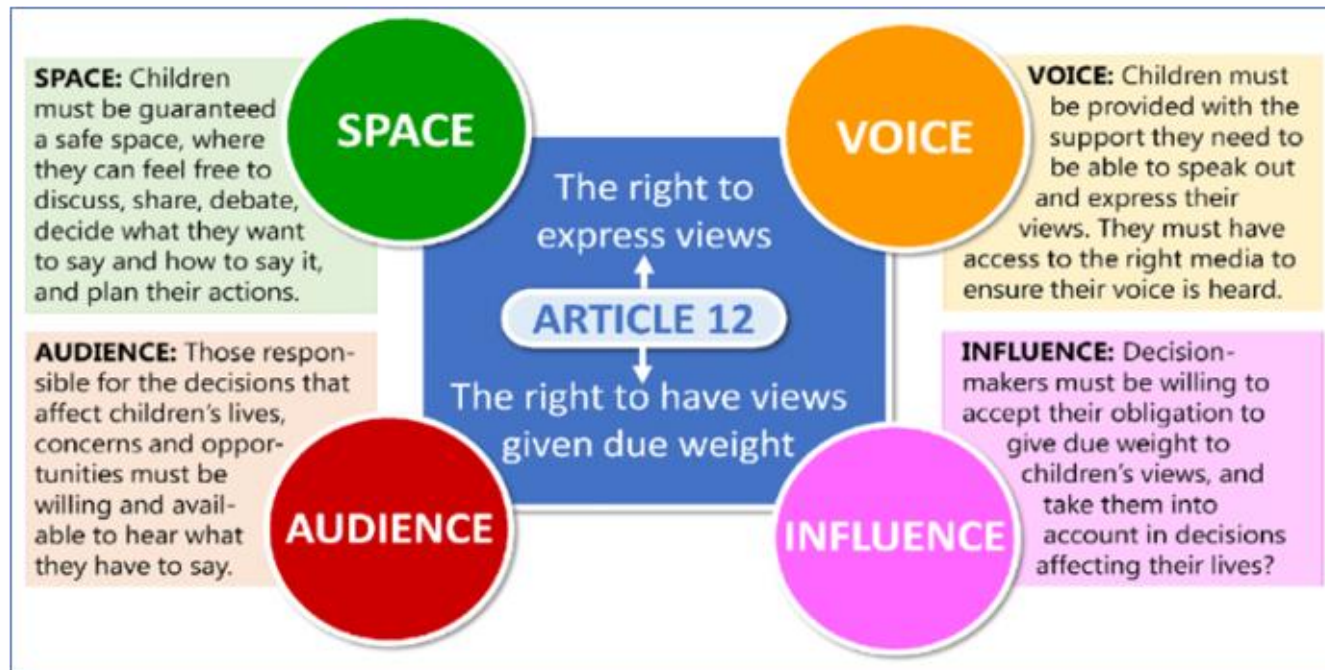 SPACE: Children
must be guaranteed
a safe space, where
they can feel free to
discuss, share, debate,
decide what they want
to say and how to say it,
and plan their actions.
SPACE
The right to
express views
VOICE
VOICE: Children must
be provided with the
support they need to
be able to speak out
and express their
views. They must have
access to the right media to
ensure their voice is heard.
ARTICLE 12
AUDIENCE: Those respon-
sible for the decisions that
affect children's lives,
concerns and oppor-
tunities must be
willing and avail-
able to hear what
they have to say.
AUDIENCE
The right to have views
given due weight
INFLUENCE
INFLUENCE: Decision-
makers must be willing to
accept their obligation to
give due weight to
children's views, and
take them into
account in decisions
affecting their lives?